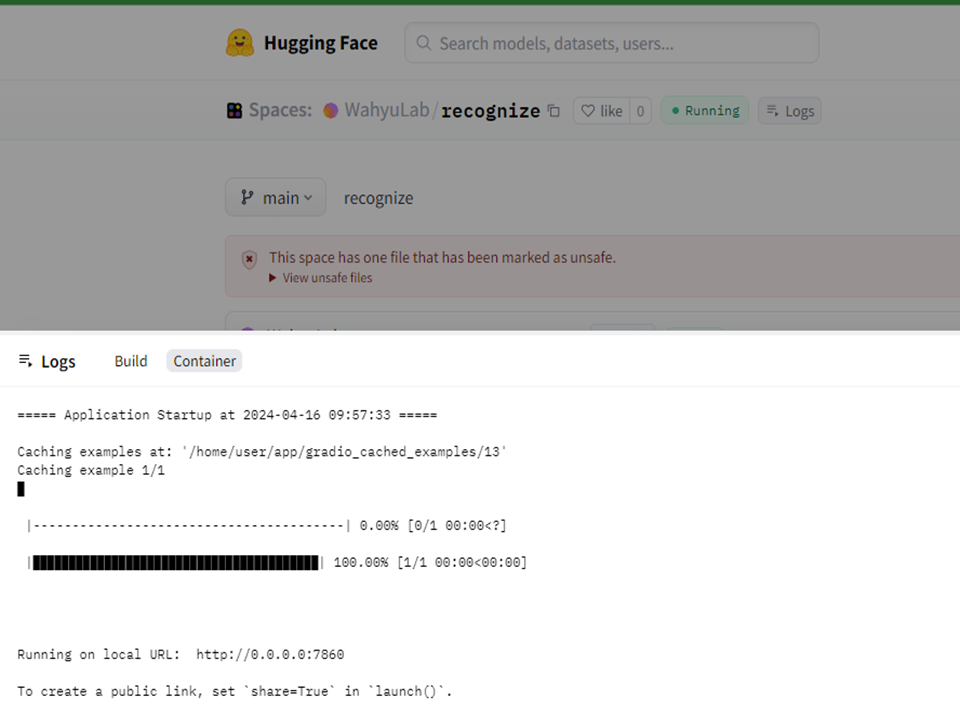 Hugging Face
Search models, datasets, users...
Spaces: WahyuLab/recognize like 0 Running Logs
main recognize
This space has one file that has been marked as unsafe.
View unsafe files
Logs Build Container
===== Application Startup at 2024-04-16 09:57:33 =====
Caching examples at: '/home/user/app/gradio_cached_examples/13'
Caching example 1/1
|----------------------------------------| 0.00% [0/1 00:00<?]
|████████████████████████████████████████| 100.00% [1/1 00:00<00:00]
Running on local URL:  http://0.0.0.0:7860
To create a public link, set `share=True` in `launch()`.